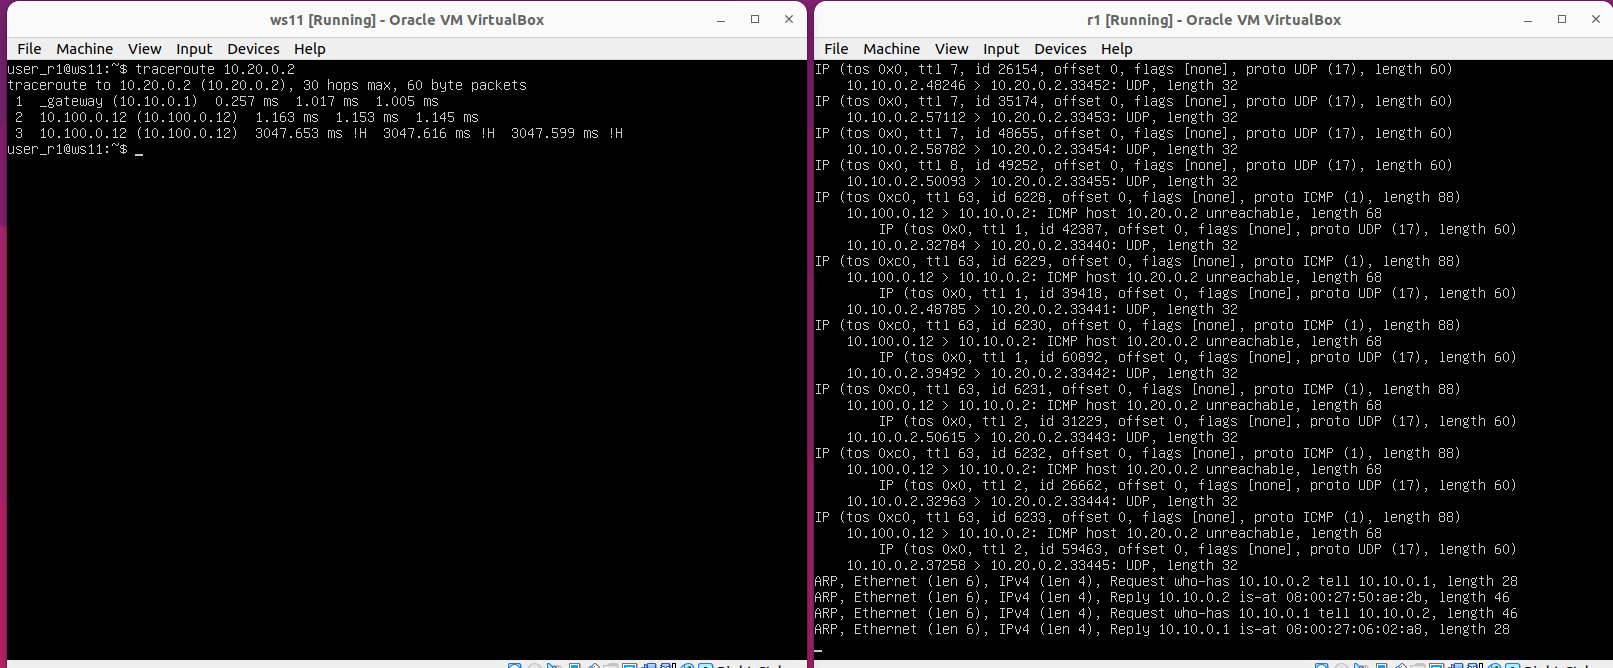 ws11 [Running] - Oracle VM VirtualBox
File Machine View Input Devices Help
user_r1@ws11:~$ traceroute 10.20.0.2
traceroute to 10.20.0.2 (10.20.0.2), 30 hops max, 60 byte packets
1 _gateway (10.10.0.1) 0.257 ms 1.017 ms 1.005 ms
2 10.100.0.12 (10.100.0.12) 1.163 ms 1.153 ms 1.145 ms
3 10.100.0.12 (10.100.0.12) 3047.653 ms !H 3047.616 ms !H 3047.599 ms !H
user_r1@ws11:~$ _
r1 [Running] - Oracle VM VirtualBox
File Machine View Input Devices Help
IP (tos 0x0, ttl 7, id 26154, offset 0, flags [none], proto UDP (17), length 60)
10.10.0.2.48246 > 10.20.0.2.33452: UDP, length 32
IP (tos 0x0, ttl 7, id 35174, offset 0, flags [none], proto UDP (17), length 60)
10.10.0.2.57112 > 10.20.0.2.33453: UDP, length 32
IP (tos 0x0, ttl 7, id 48655, offset 0, flags [none], proto UDP (17), length 60)
10.10.0.2.58782 > 10.20.0.2.33454: UDP, length 32
IP (tos 0x0, ttl 8, id 49252, offset 0, flags [none], proto UDP (17), length 60)
10.10.0.2.50093 > 10.20.0.2.33455: UDP, length 32
IP (tos 0xc0, ttl 63, id 6228, offset 0, flags [none], proto ICMP (1), length 88)
10.100.0.12 > 10.10.0.2: ICMP host 10.20.0.2 unreachable, length 68
IP (tos 0x0, ttl 1, id 42387, offset 0, flags [none], proto UDP (17), length 60)
10.10.0.2.32784 > 10.20.0.2.33440: UDP, length 32
IP (tos 0xc0, ttl 63, id 6229, offset 0, flags [none], proto ICMP (1), length 88)
10.100.0.12 > 10.10.0.2: ICMP host 10.20.0.2 unreachable, length 68
IP (tos 0x0, ttl 1, id 39418, offset 0, flags [none], proto UDP (17), length 60)
10.10.0.2.48785 > 10.20.0.2.33441: UDP, length 32
IP (tos 0xc0, ttl 63, id 6230, offset 0, flags [none], proto ICMP (1), length 88)
10.100.0.12 > 10.10.0.2: ICMP host 10.20.0.2 unreachable, length 68
IP (tos 0x0, ttl 1, id 60892, offset 0, flags [none], proto UDP (17), length 60)
10.10.0.2.39492 > 10.20.0.2.33442: UDP, length 32
IP (tos 0xc0, ttl 63, id 6231, offset 0, flags [none], proto ICMP (1), length 88)
10.100.0.12 > 10.10.0.2: ICMP host 10.20.0.2 unreachable, length 68
IP (tos 0x0, ttl 2, id 31229, offset 0, flags [none], proto UDP (17), length 60)
10.10.0.2.50615 > 10.20.0.2.33443: UDP, length 32
IP (tos 0xc0, ttl 63, id 6232, offset 0, flags [none], proto ICMP (1), length 88)
10.100.0.12 > 10.10.0.2: ICMP host 10.20.0.2 unreachable, length 68
IP (tos 0x0, ttl 2, id 26662, offset 0, flags [none], proto UDP (17), length 60)
10.10.0.2.32963 > 10.20.0.2.33444: UDP, length 32
IP (tos 0xc0, ttl 63, id 6233, offset 0, flags [none], proto ICMP (1), length 88)
10.100.0.12 > 10.10.0.2: ICMP host 10.20.0.2 unreachable, length 68
IP (tos 0x0, ttl 2, id 59463, offset 0, flags [none], proto UDP (17), length 60)
10.10.0.2.37258 > 10.20.0.2.33445: UDP, length 32
ARP, Ethernet (len 6), IPv4 (len 4), Request who-has 10.10.0.2 tell 10.10.0.1, length 28
ARP, Ethernet (len 6), IPv4 (len 4), Reply 10.10.0.2 is-at 08:00:27:50:ae:2b, length 46
ARP, Ethernet (len 6), IPv4 (len 4), Request who-has 10.10.0.1 tell 10.10.0.2, length 46
ARP, Ethernet (len 6), IPv4 (len 4), Reply 10.10.0.1 is-at 08:00:27:06:02:a8, length 28